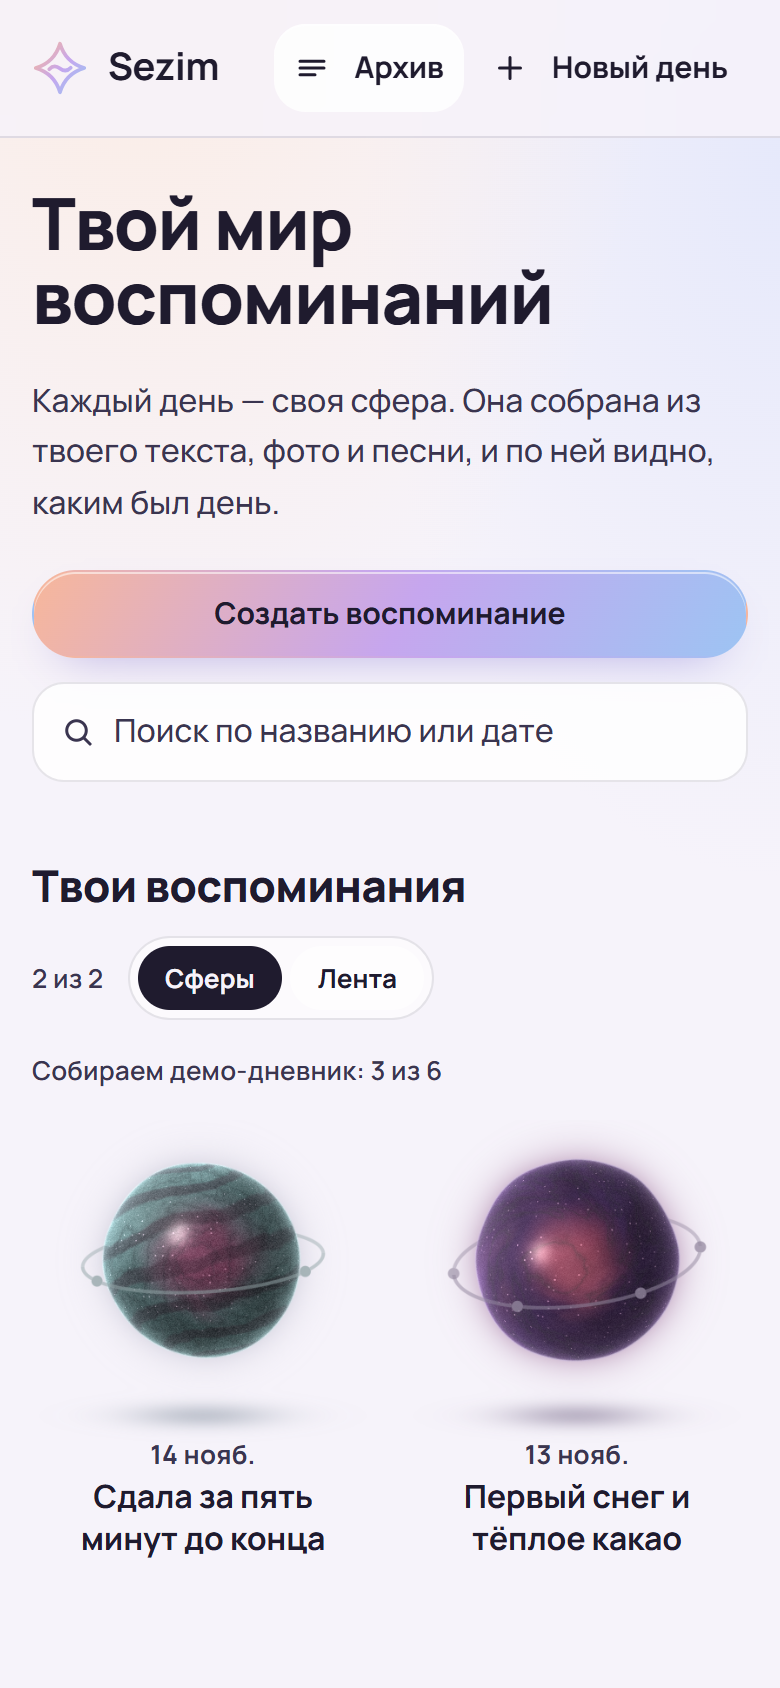 Sezim
Архив
Новый день
Твой мир
воспоминаний
Каждый день — своя сфера. Она собрана из
твоего текста, фото и песни, и по ней видно,
каким был день.
Создать воспоминание
Поиск по названию или дате
Твои воспоминания
2 из 2
Сферы
Лента
Собираем демо-дневник: 3 из 6
14 нояб.
Сдала за пять
минут до конца
13 нояб.
Первый снег и
тёплое какао